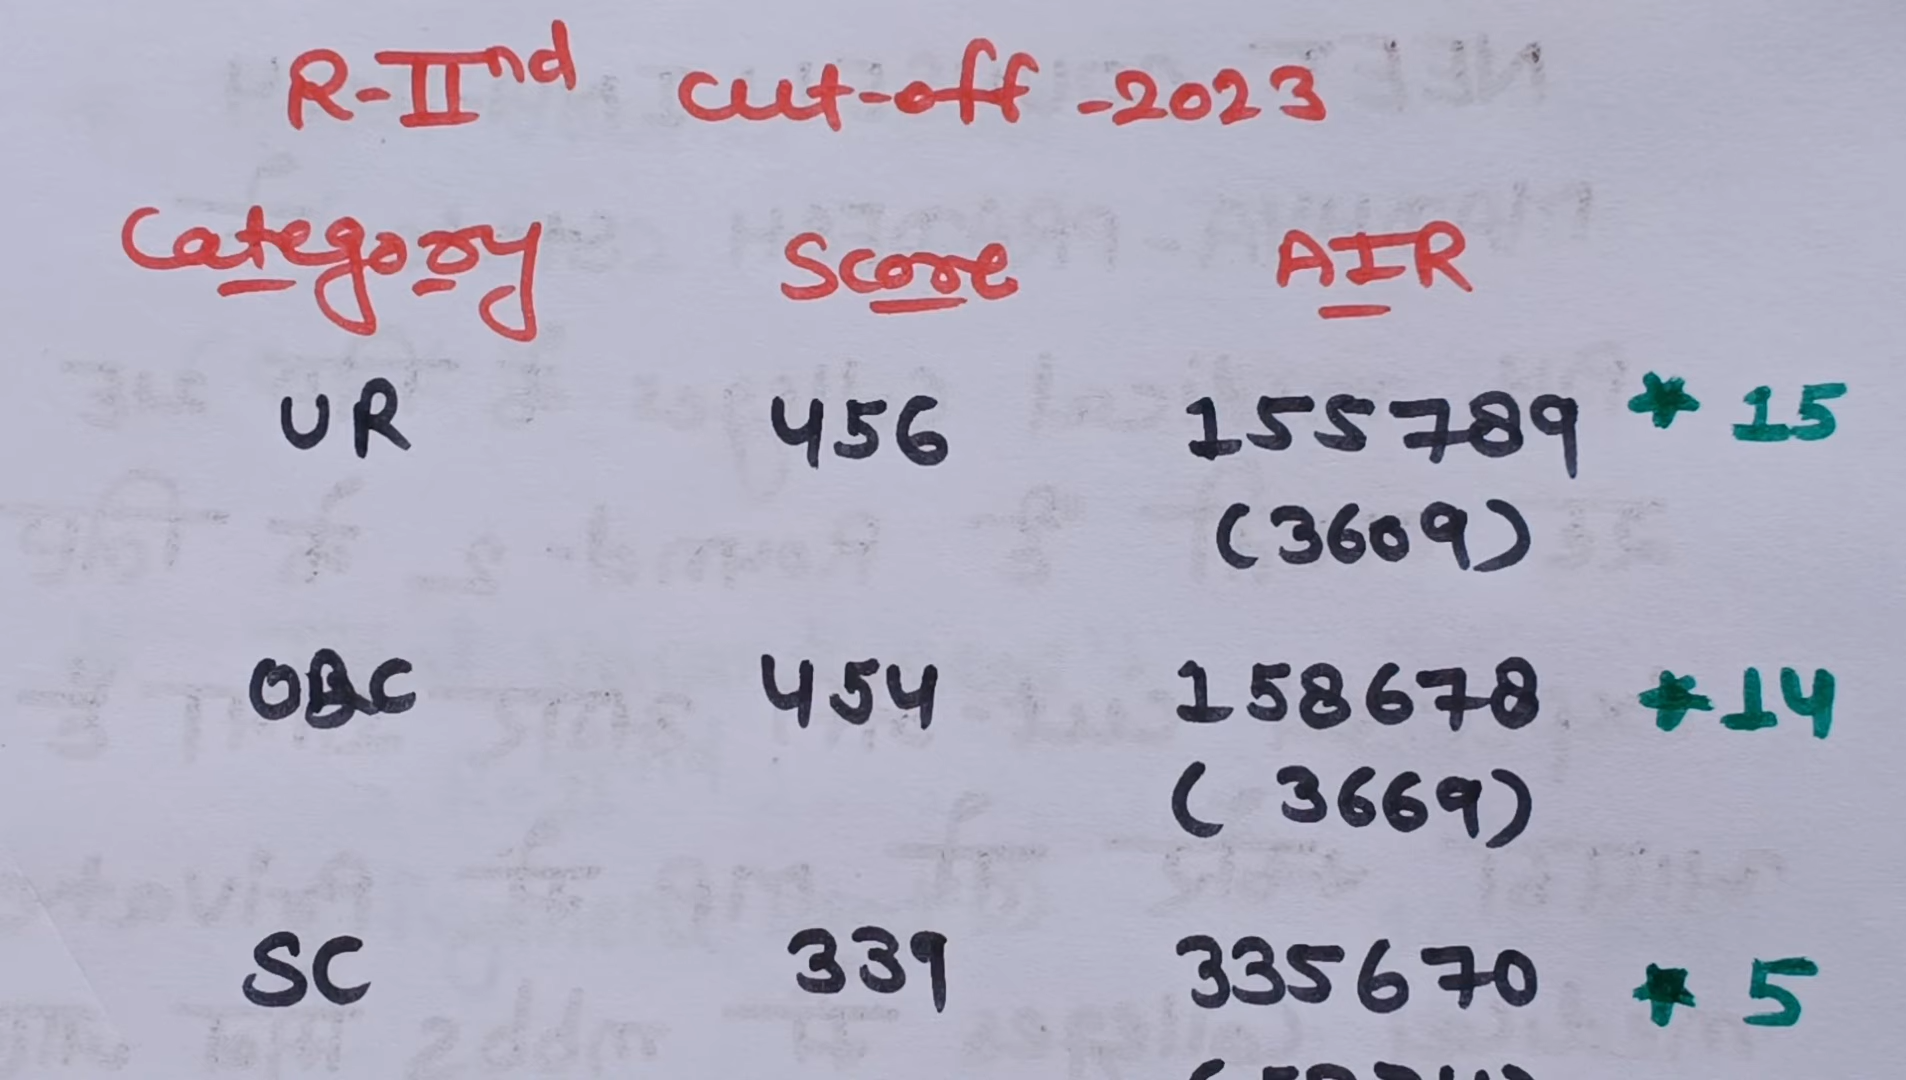 R-IInd cut-off -2023
Category Score AIR
UR 456 155789 * 15
(3609)
OBC 454 158678 * 14
(3669)
SC 339 335670 * 5